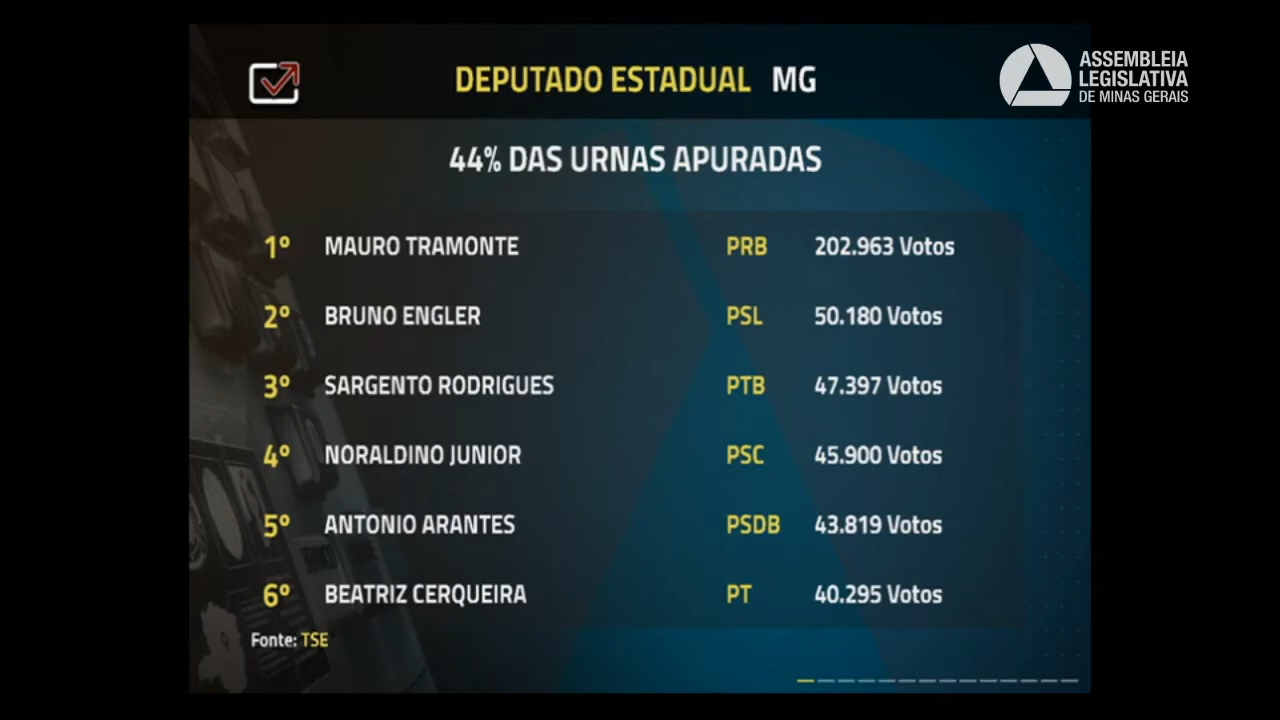 DEPUTADO ESTADUAL MG
ASSEMBLEIA
LEGISLATIVA
DE MINAS GERAIS
44% DAS URNAS APURADAS
1º MAURO TRAMONTE PRB 202.963 Votos
2º BRUNO ENGLER PSL 50.180 Votos
3º SARGENTO RODRIGUES PTB 47.397 Votos
4º NORALDINO JUNIOR PSC 45.900 Votos
5º ANTONIO ARANTES PSDB 43.819 Votos
6º BEATRIZ CERQUEIRA PT 40.295 Votos
Fonte: TSE